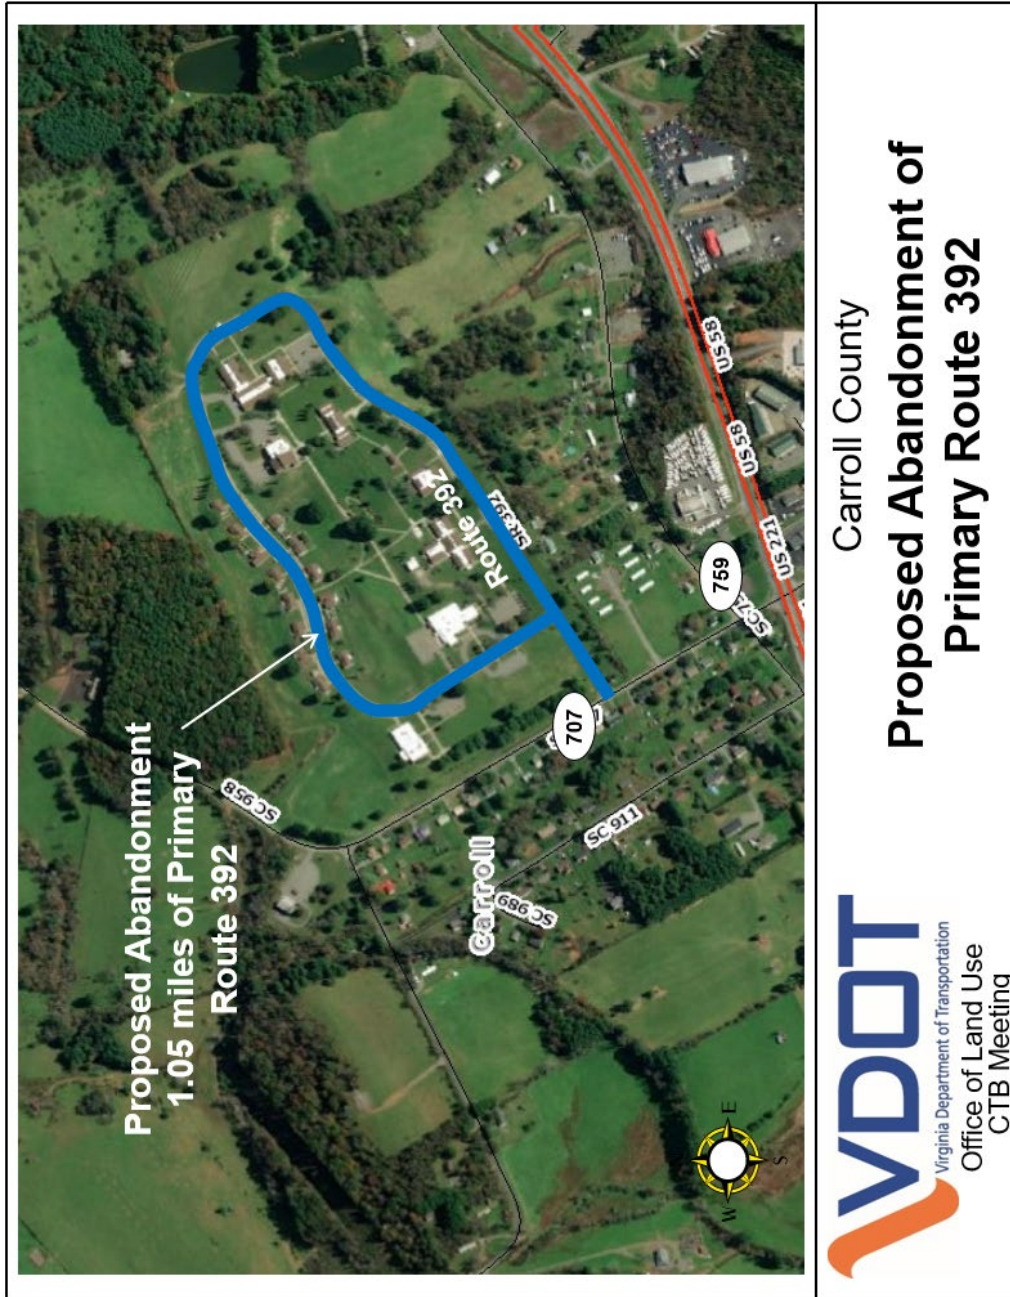 Proposed Abandonment
1.05 miles of Primary
Route 392
SC 958
Route 392
SR 392
707
759
US 58
US 58
US 221
SC 911
Carroll
SC 989
W
E
S
VDOT
Virginia Department of Transportation
Office of Land Use
CTB Meeting
Carroll County
Proposed Abandonment of
Primary Route 392